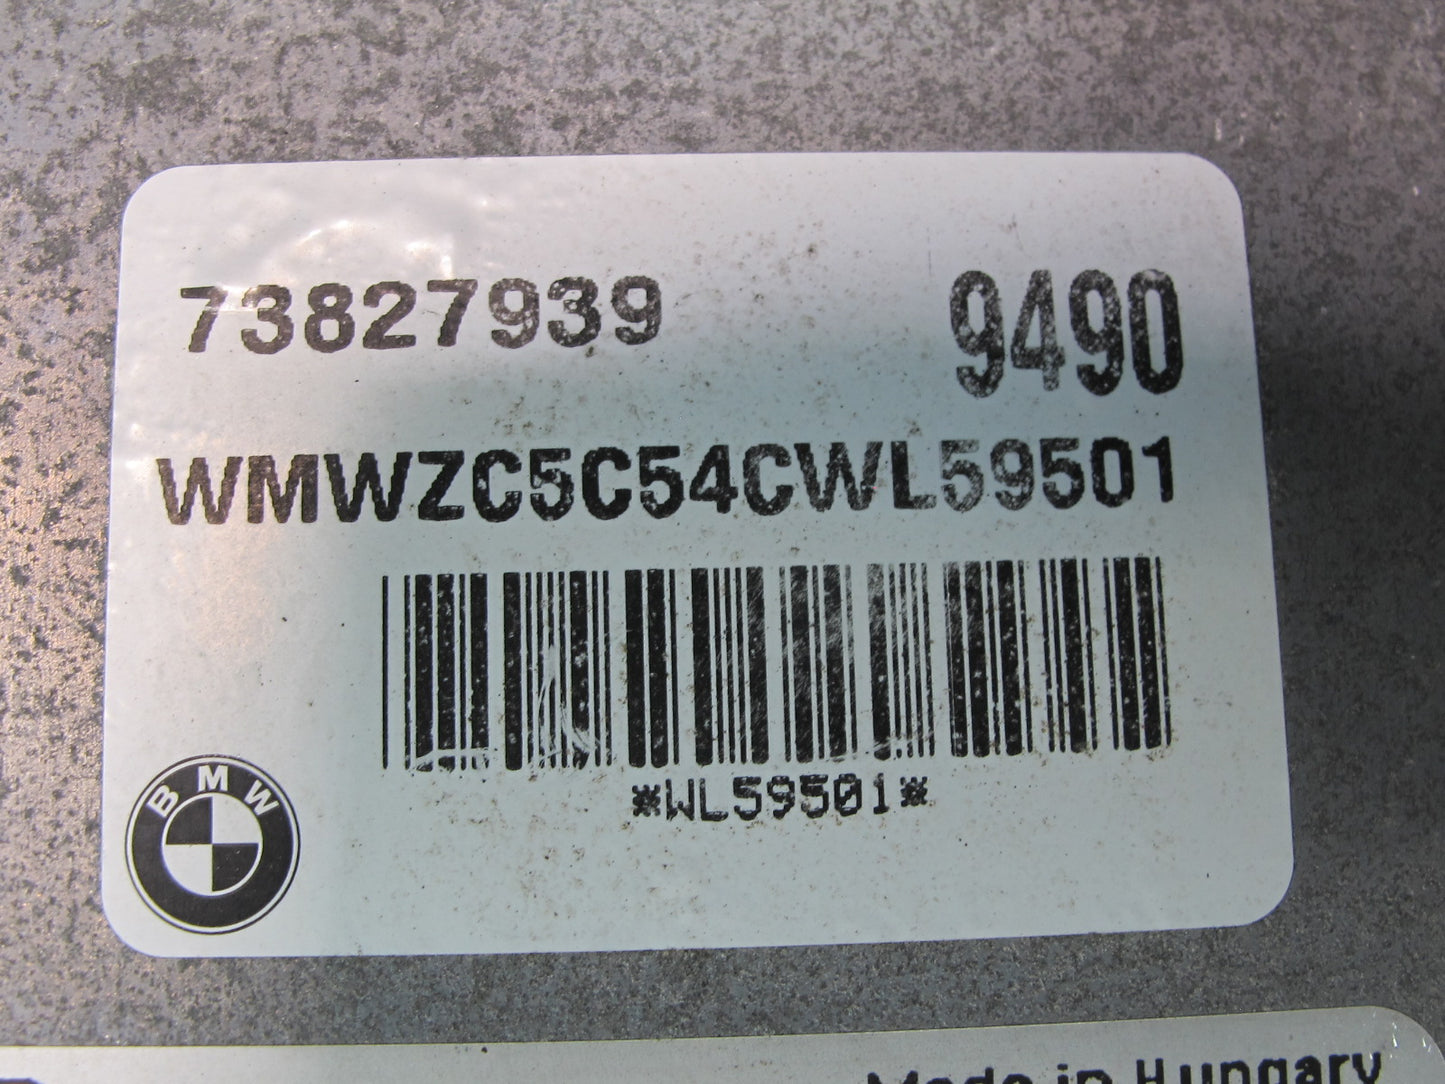 73827939 9490
WMWZC5C54CWL59501
*WL59501*
BMW
Made in Hungary